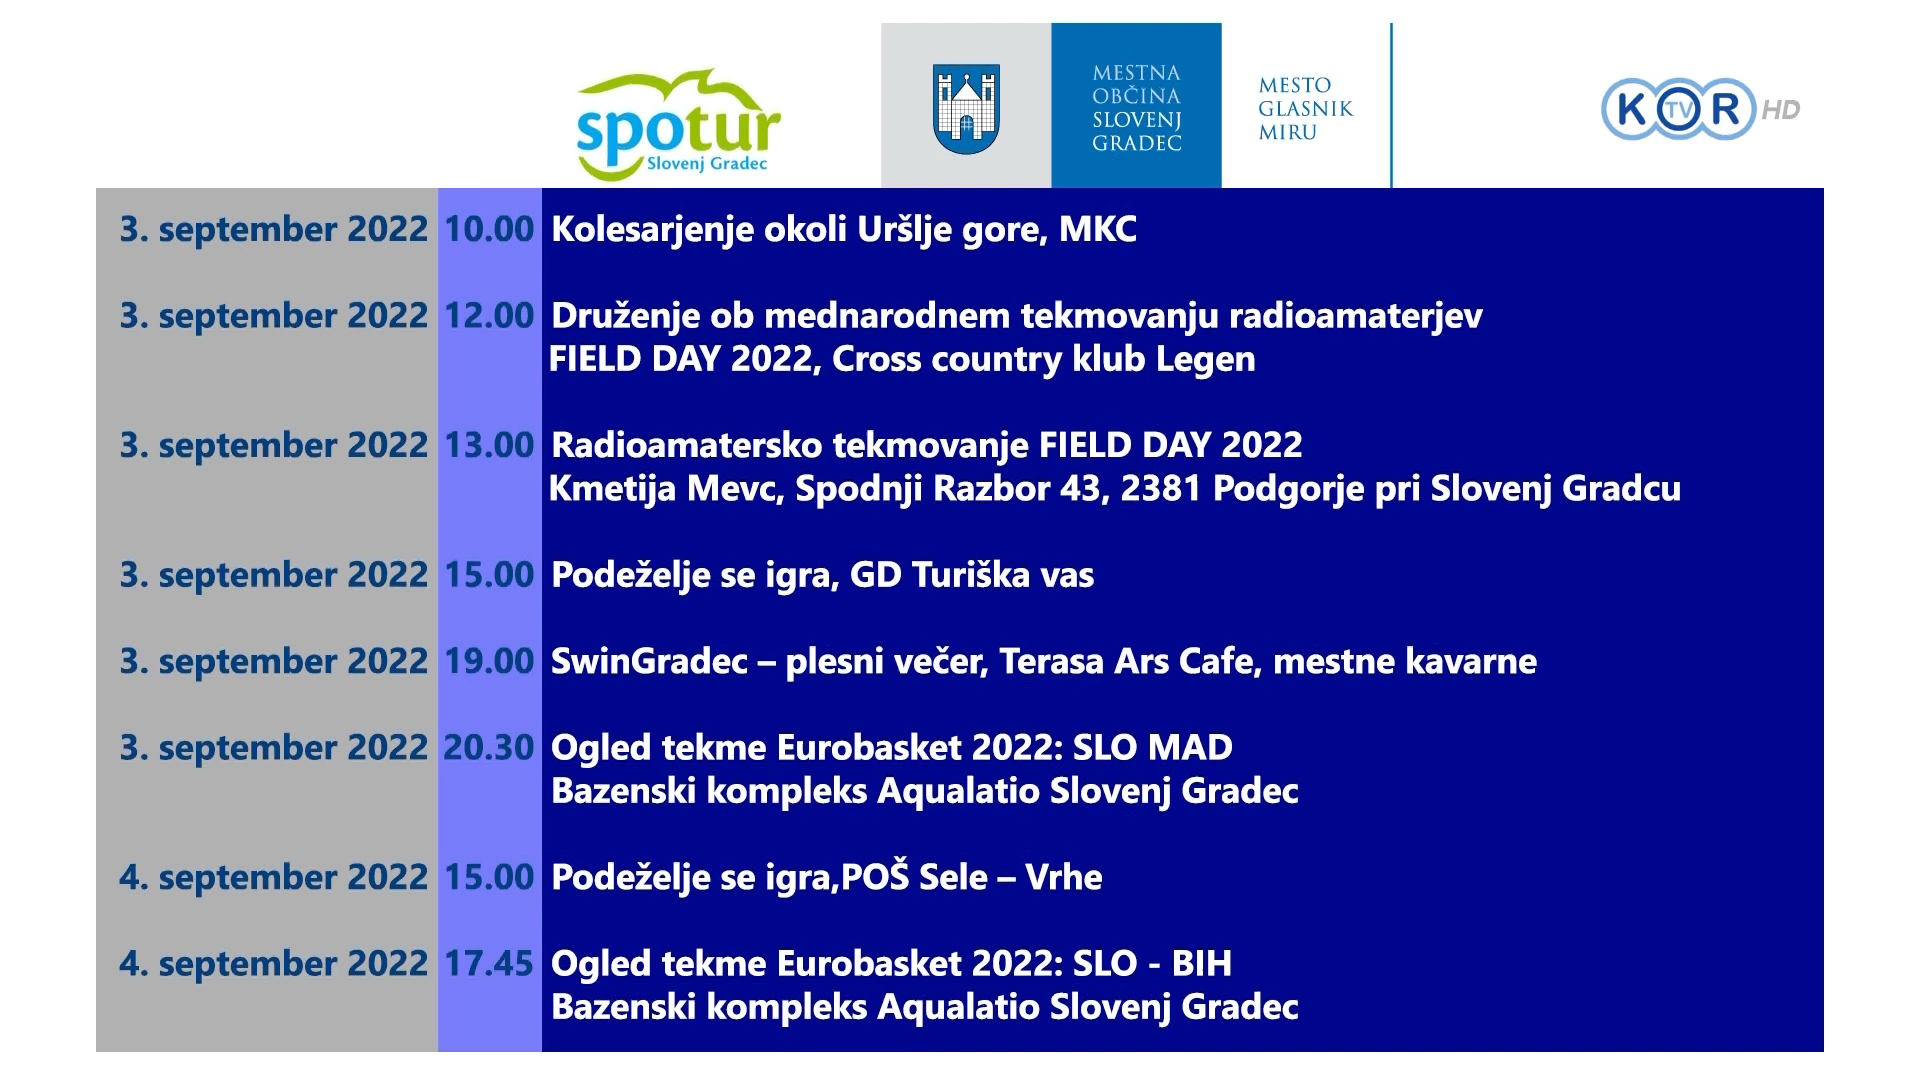 spotur
Slovenj Gradec
MESTNA
OBČINA
SLOVENJ
GRADEC
MESTO
GLASNIK
MIRU
KTVOR HD
3. september 2022 10.00 Kolesarjenje okoli Uršlje gore, MKC
3. september 2022 12.00 Druženje ob mednarodnem tekmovanju radioamaterjev
FIELD DAY 2022, Cross country klub Legen
3. september 2022 13.00 Radioamatersko tekmovanje FIELD DAY 2022
Kmetija Mevc, Spodnji Razbor 43, 2381 Podgorje pri Slovenj Gradcu
3. september 2022 15.00 Podeželje se igra, GD Turiška vas
3. september 2022 19.00 SwinGradec – plesni večer, Terasa Ars Cafe, mestne kavarne
3. september 2022 20.30 Ogled tekme Eurobasket 2022: SLO MAD
Bazenski kompleks Aqualatio Slovenj Gradec
4. september 2022 15.00 Podeželje se igra,POŠ Sele – Vrhe
4. september 2022 17.45 Ogled tekme Eurobasket 2022: SLO - BIH
Bazenski kompleks Aqualatio Slovenj Gradec